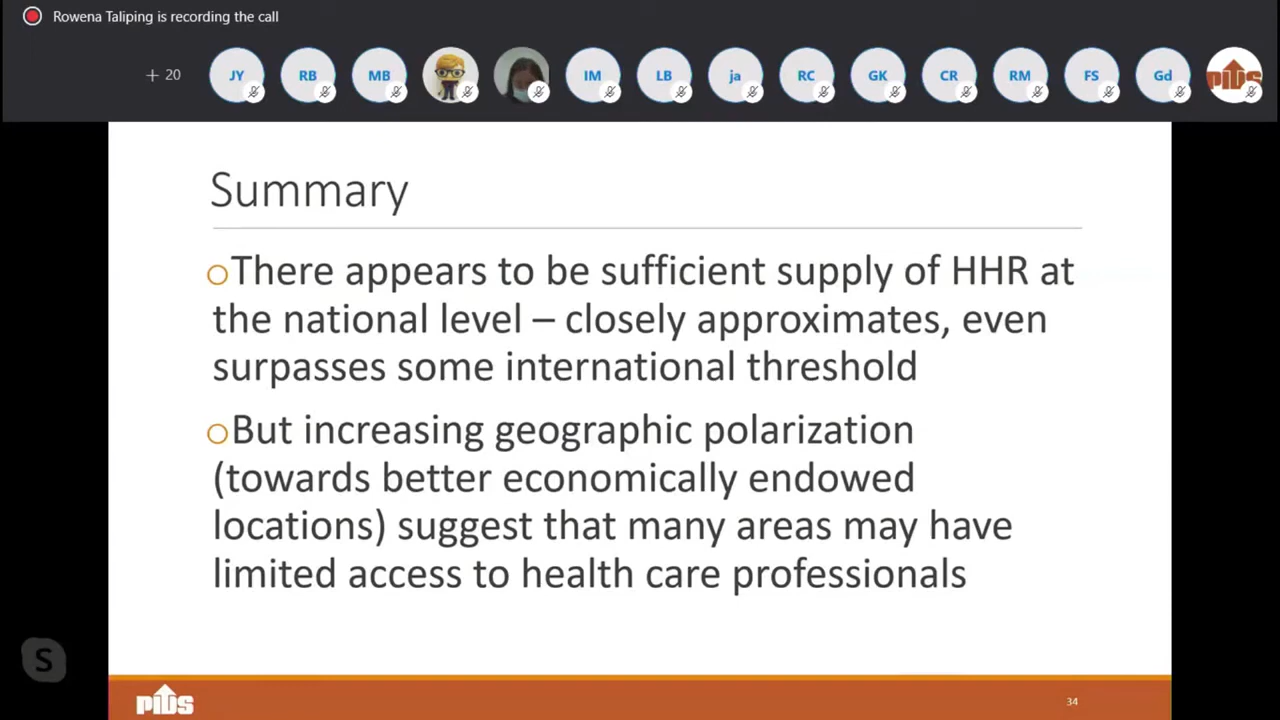 Rowena Taliping is recording the call
+ 20
JY
RB
MB
IM
LB
ja
RC
GK
CR
RM
FS
Gd
PIDS
Summary
There appears to be sufficient supply of HHR at
the national level – closely approximates, even
surpasses some international threshold
But increasing geographic polarization
(towards better economically endowed
locations) suggest that many areas may have
limited access to health care professionals
S
PIDS
34